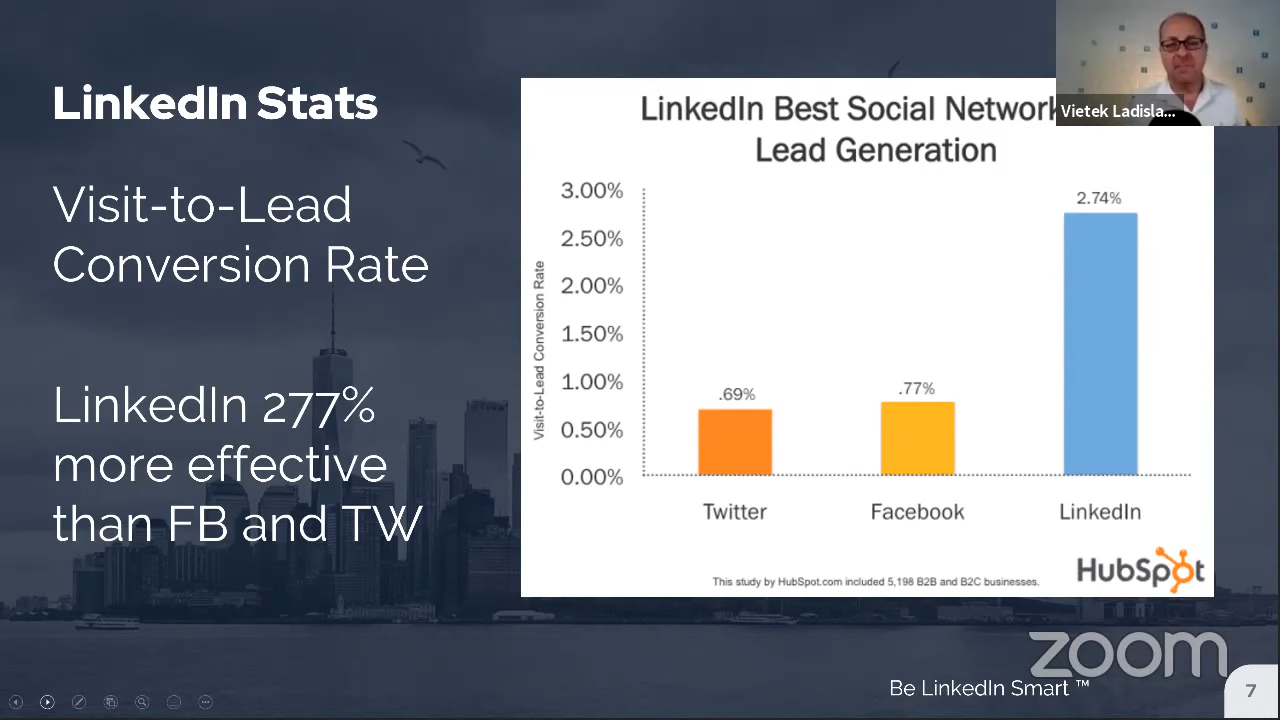 LinkedIn Stats
Visit-to-Lead
Conversion Rate
LinkedIn 277%
more effective
than FB and TW
LinkedIn Best Social Network
Lead Generation
Vietek Ladisla...
Visit-to-Lead Conversion Rate
3.00%
2.50%
2.00%
1.50%
1.00%
0.50%
0.00%
.69%
.77%
2.74%
Twitter
Facebook
LinkedIn
This study by HubSpot.com included 5,198 B2B and B2C businesses.
HubSpot
zoom
Be LinkedIn Smart ™
7